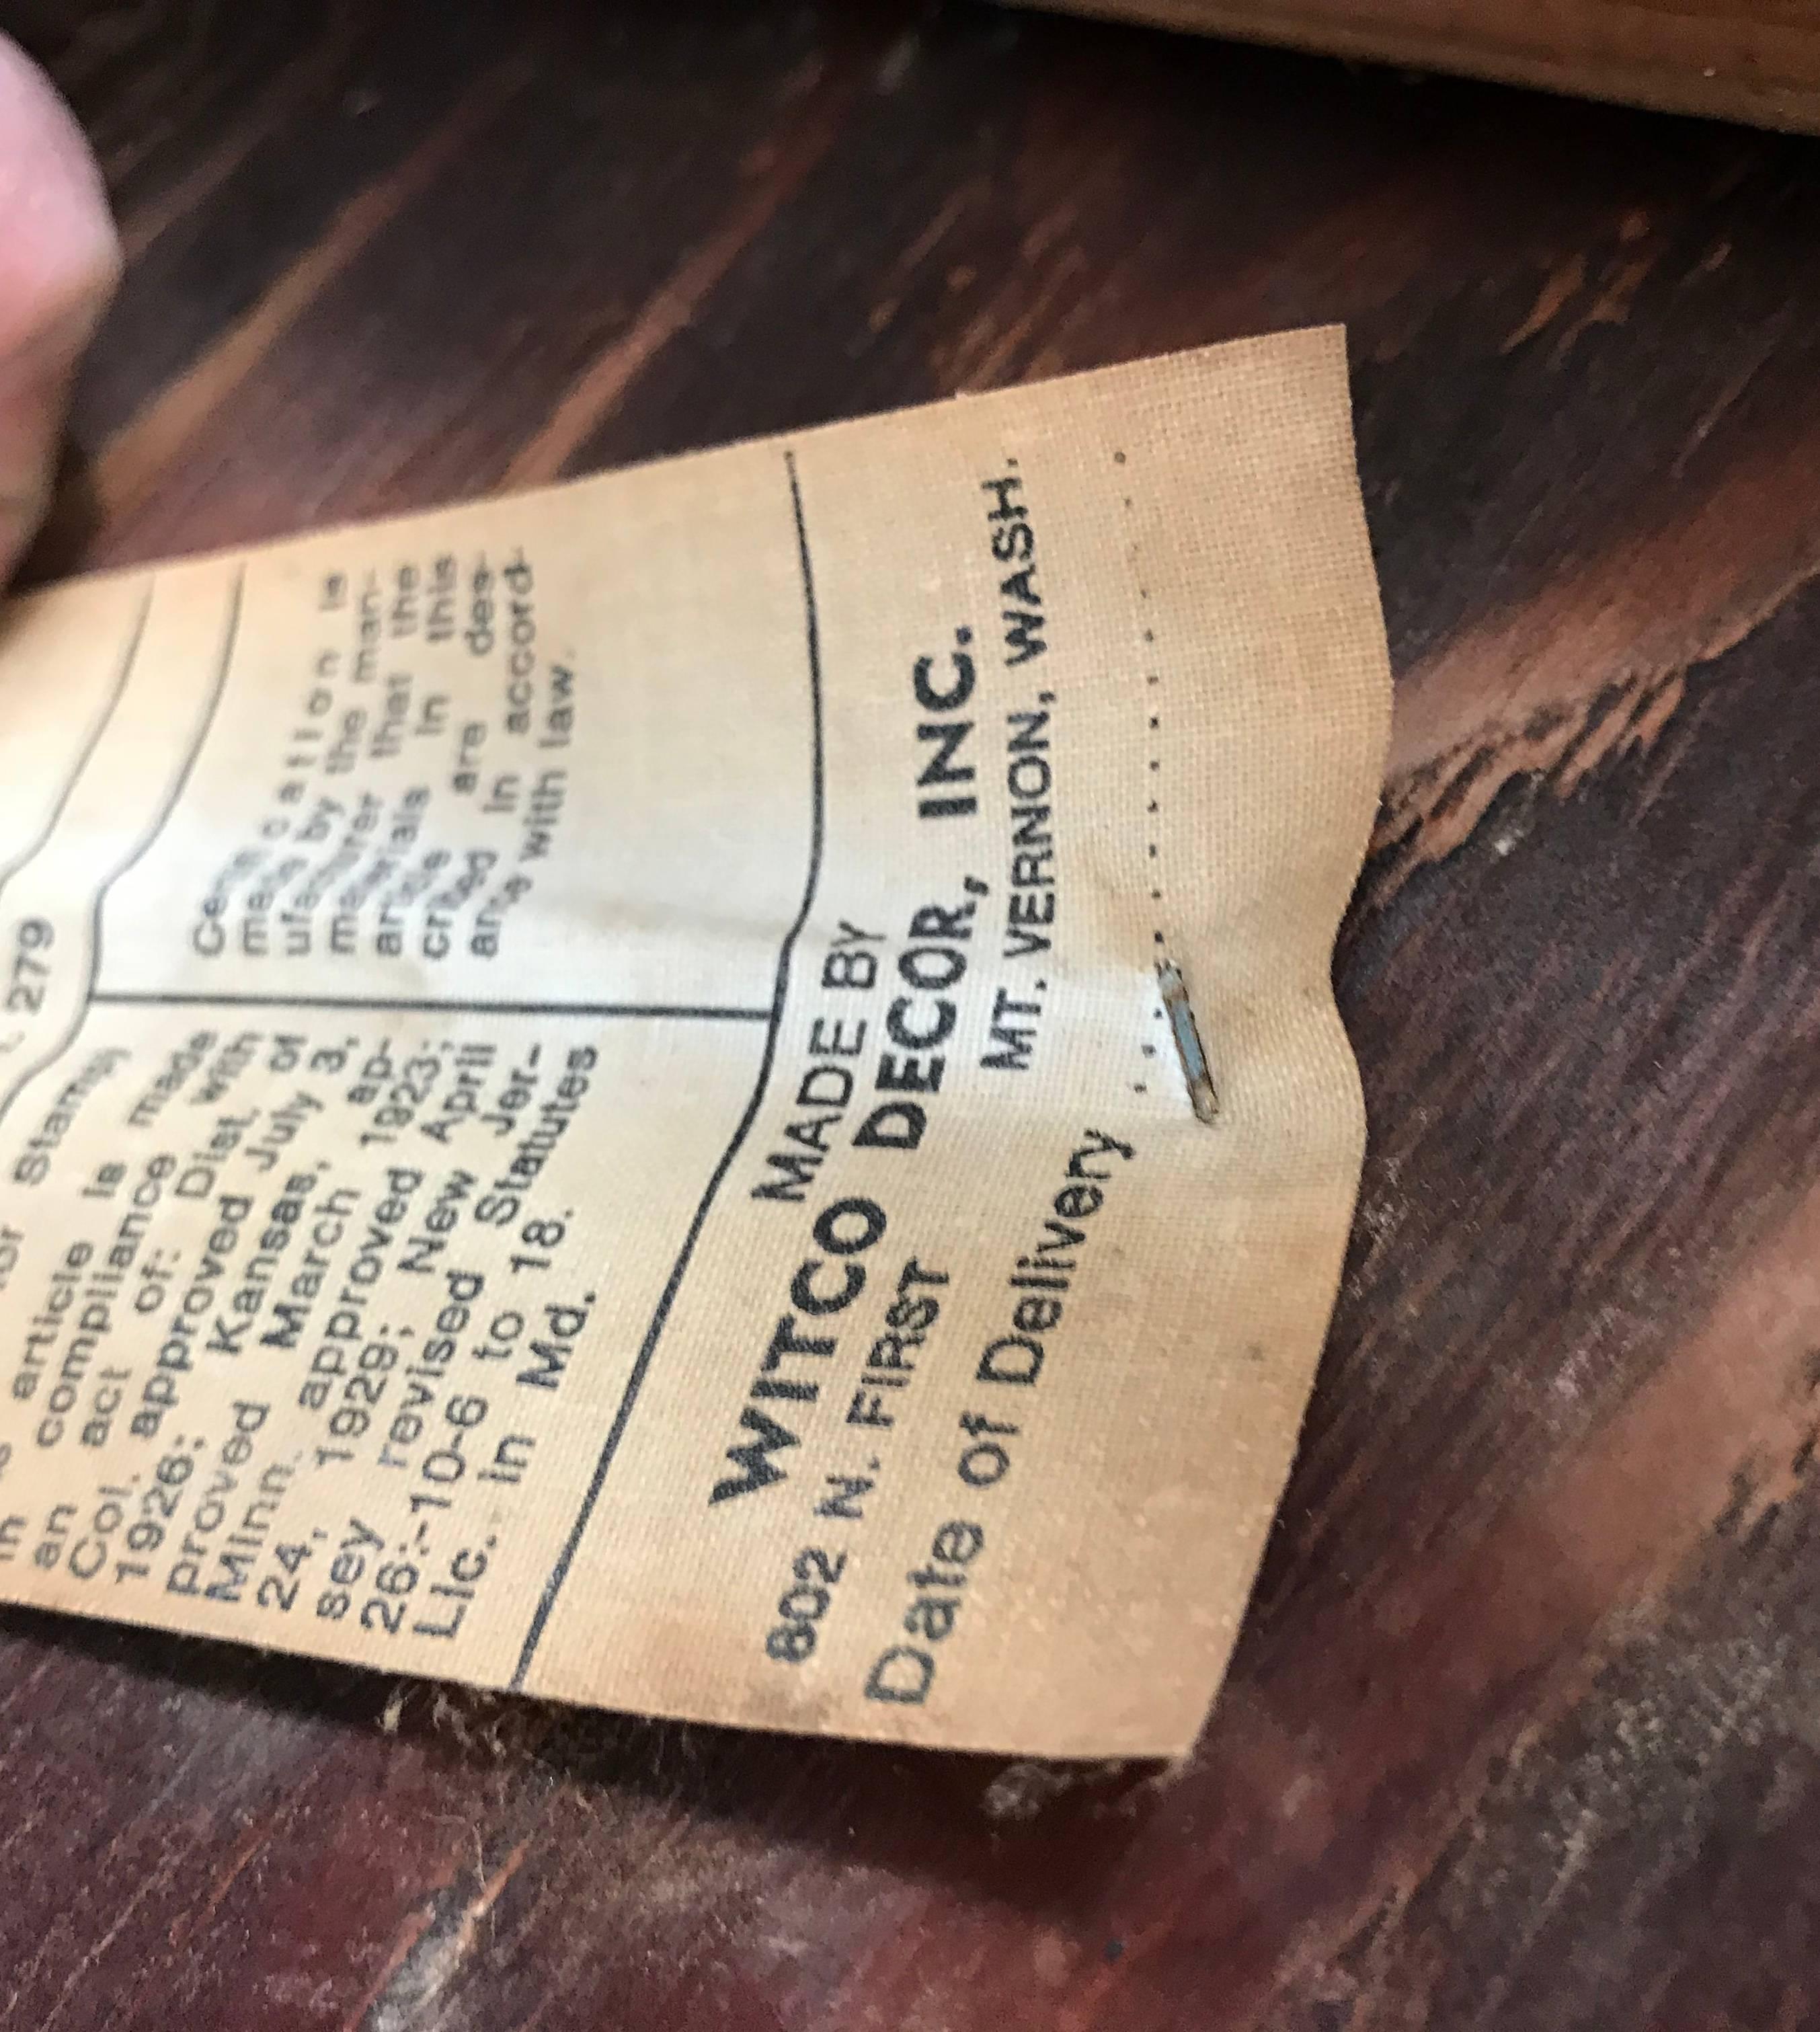 279
Stamp)
article is made
in compliance with
an act of: Dist. of
Col. approved July 3,
1926; Kansas, ap-
proved March 1923;
Minn. approved April
24, 1929; New Jer-
sey revised Statutes
26:-10-6 to 18.
Lic. in Md.
Certification is
made by the man-
ufacturer that the
materials in this
article are des-
cribed in accord-
ance with law.
MADE BY
WITCO DECOR, INC.
802 N. FIRST MT. VERNON, WASH.
Date of Delivery